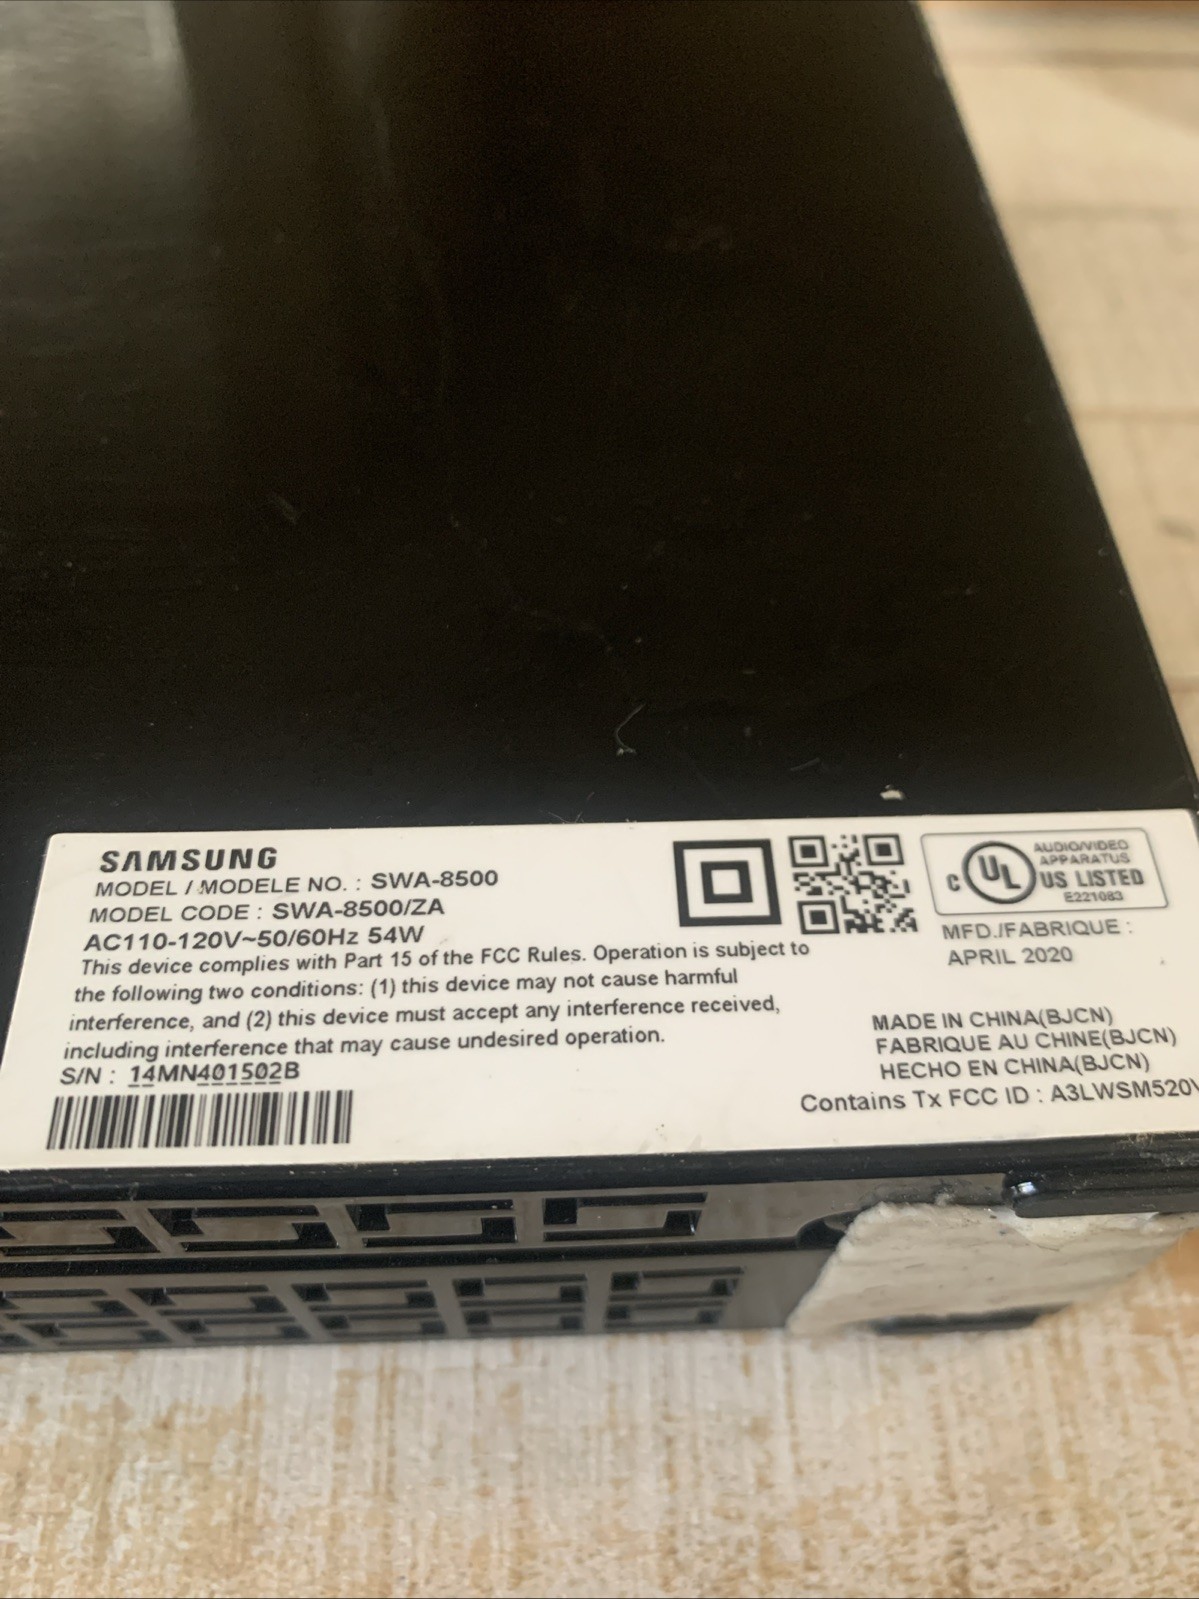 SAMSUNG
MODEL / MODELE NO. : SWA-8500
MODEL CODE : SWA-8500/ZA
AC110-120V~50/60Hz 54W
This device complies with Part 15 of the FCC Rules. Operation is subject to
the following two conditions: (1) this device may not cause harmful
interference, and (2) this device must accept any interference received,
including interference that may cause undesired operation.
S/N : 14MN401502B
C UL US LISTED
AUDIO/VIDEO
APPARATUS
E221083
MFD./FABRIQUE :
APRIL 2020
MADE IN CHINA(BJCN)
FABRIQUE AU CHINE(BJCN)
HECHO EN CHINA(BJCN)
Contains Tx FCC ID : A3LWSM520